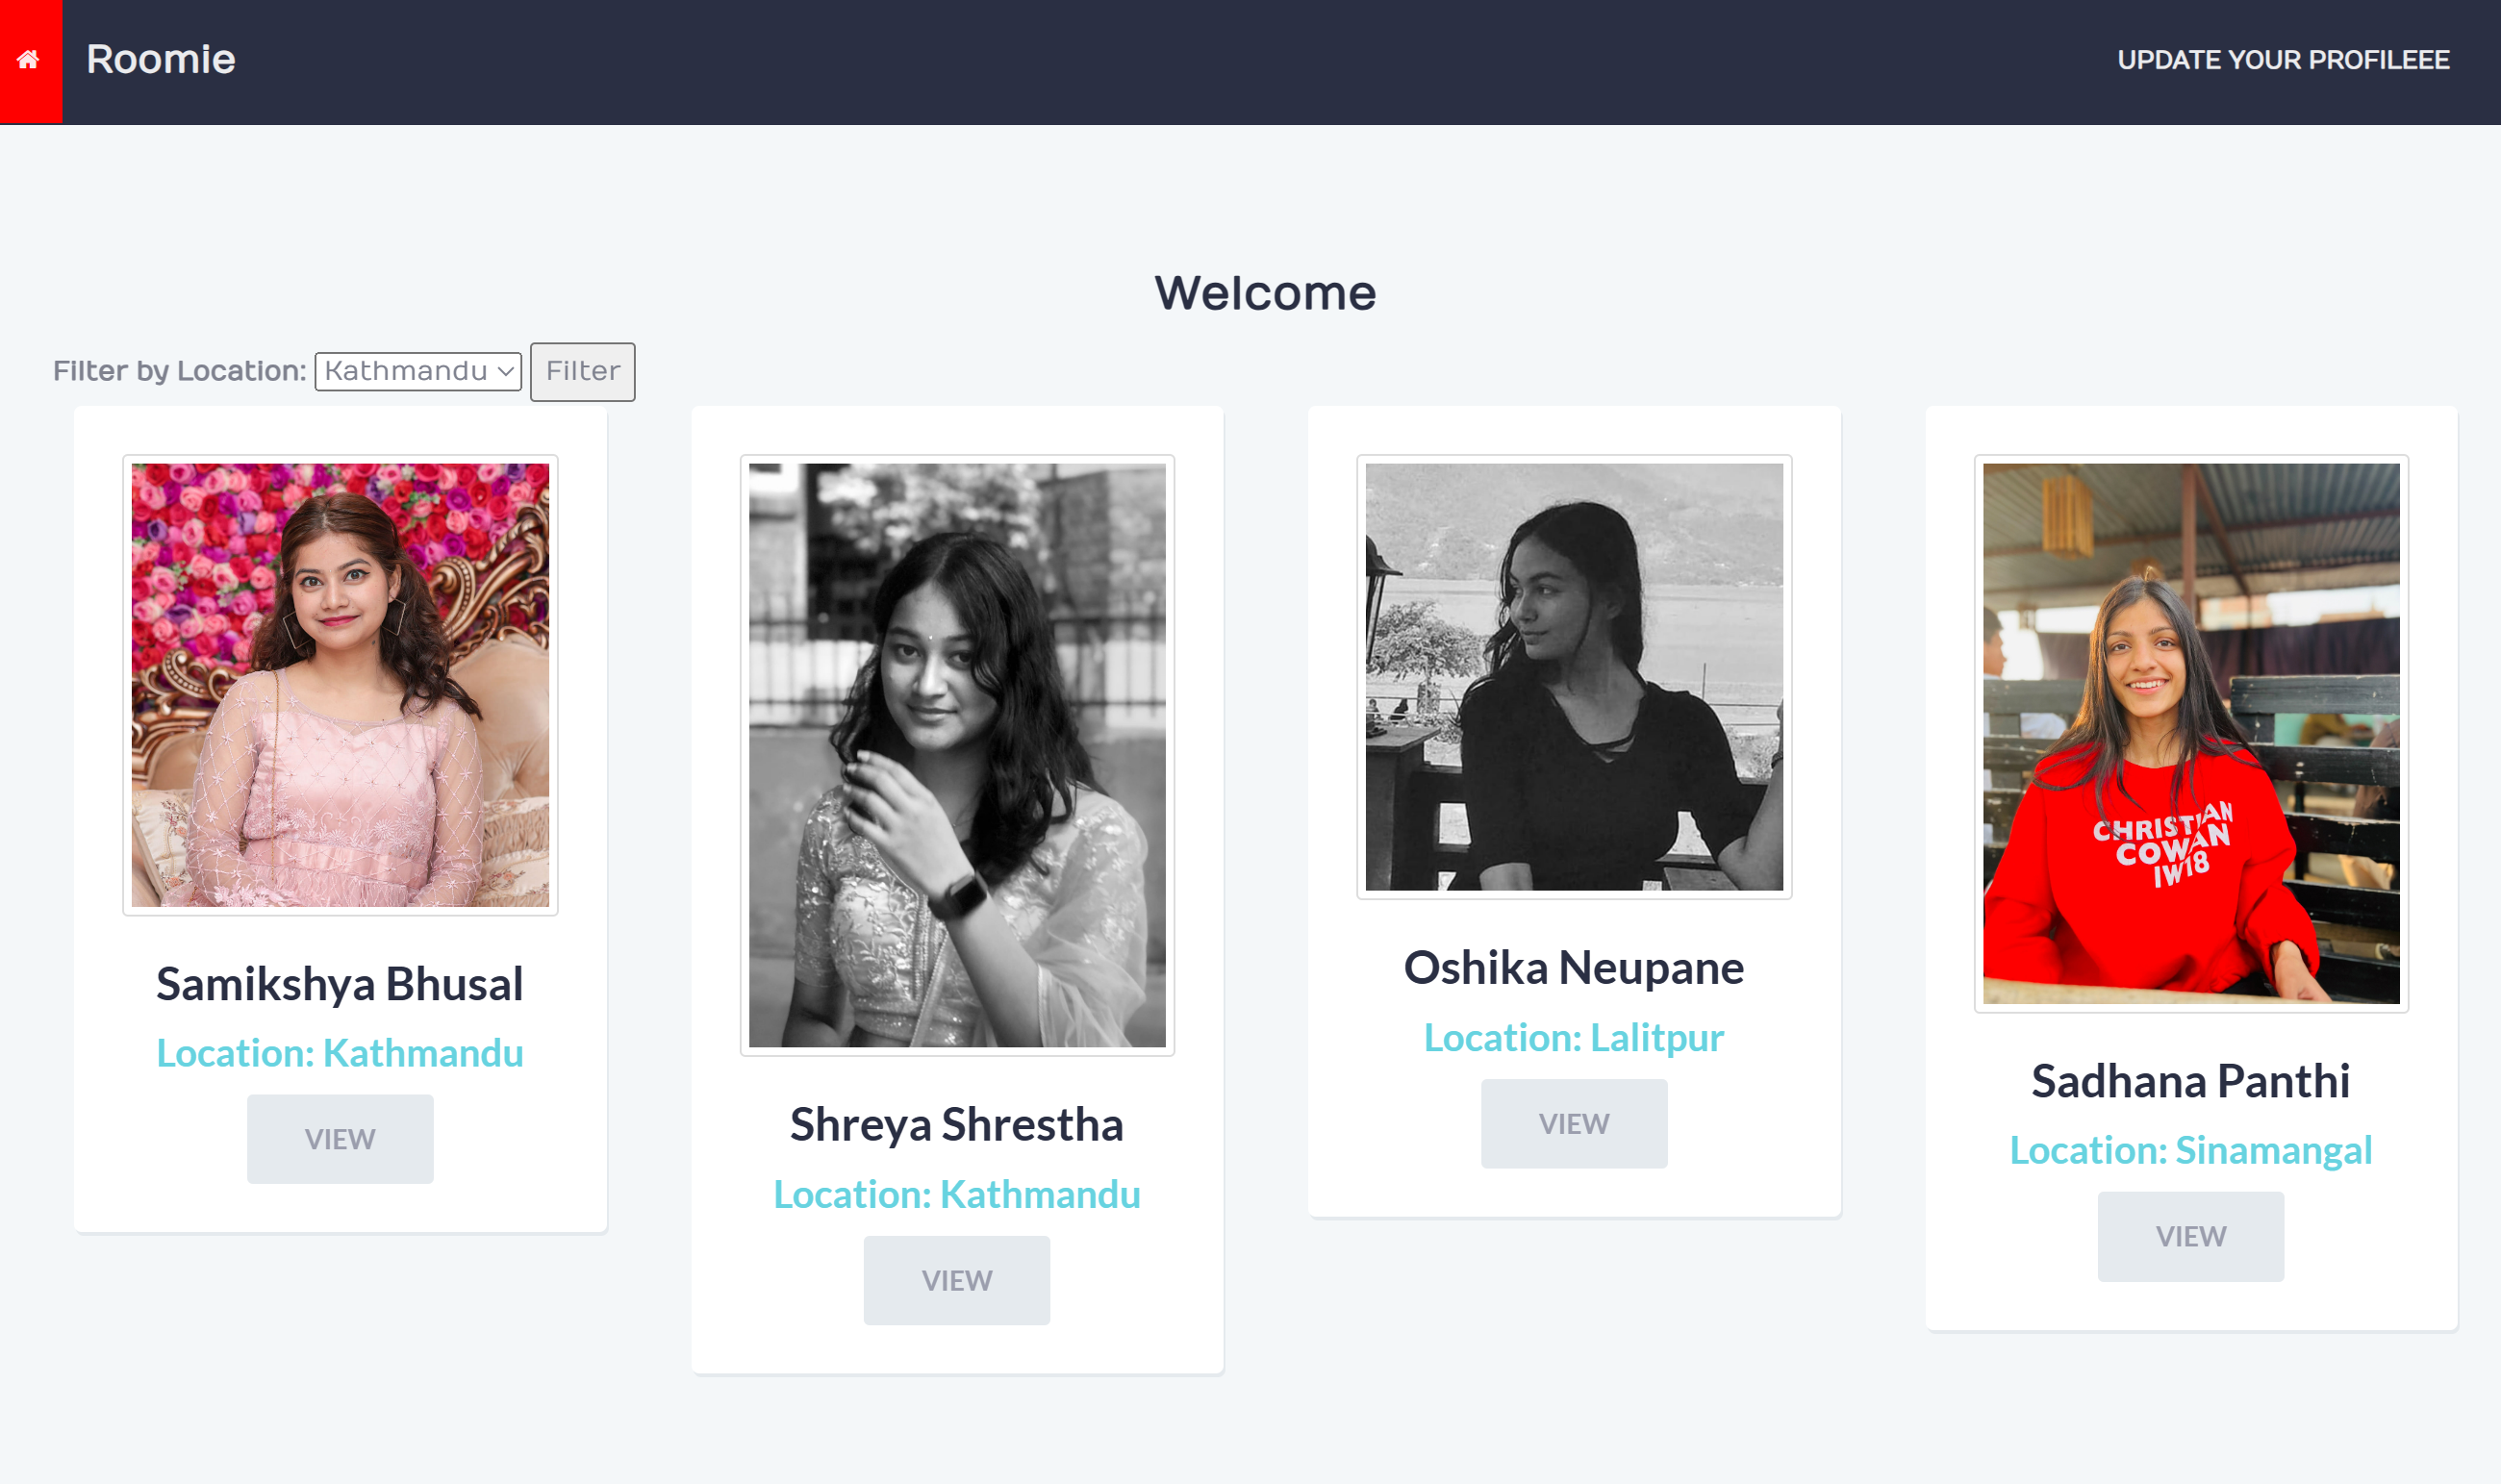 Roomie
UPDATE YOUR PROFILEEE
Welcome
Filter by Location: Kathmandu Filter
CHRISTIAN
COWAN
IW18
Samikshya Bhusal
Location: Kathmandu
VIEW
Shreya Shrestha
Location: Kathmandu
VIEW
Oshika Neupane
Location: Lalitpur
VIEW
Sadhana Panthi
Location: Sinamangal
VIEW